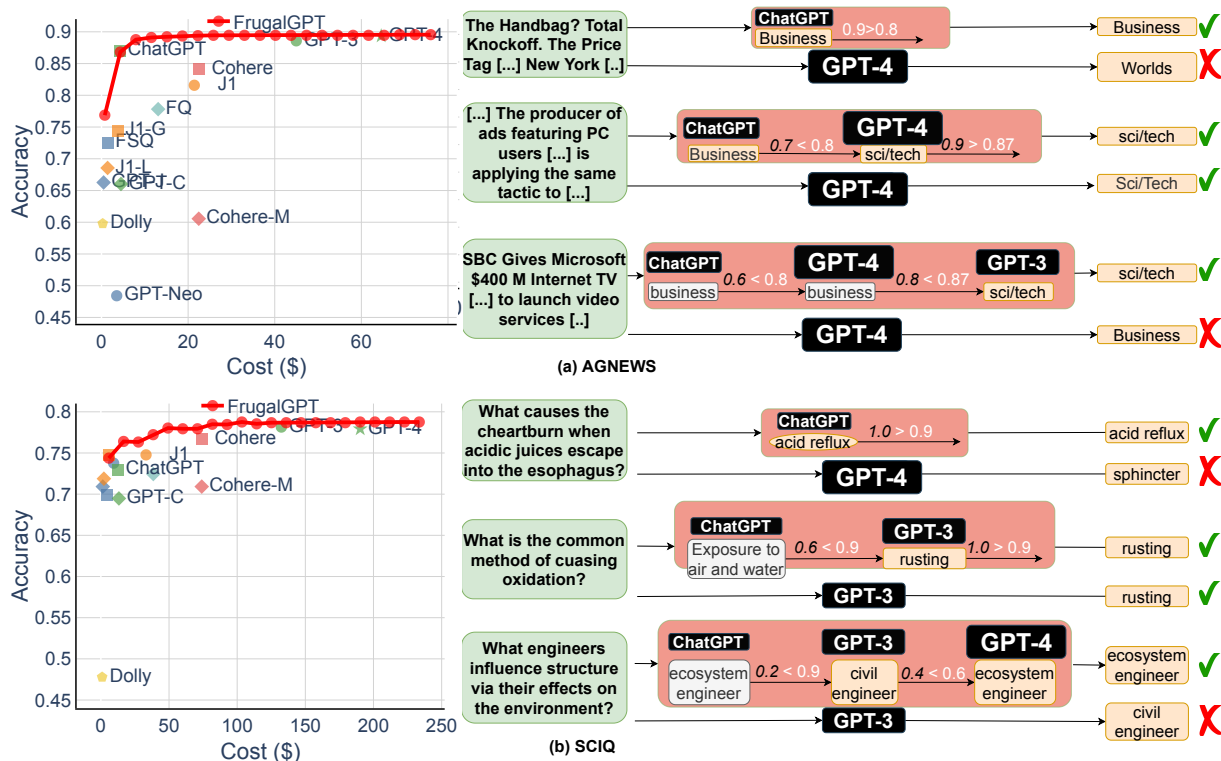 FrugalGPT
0.9
ChatGPT
GPT-3
GPT-4
0.85
Cohere
J1
0.8
FQ
0.75
J1-G
FSQ
0.7
J1-L
0.65
GPT-J
GPT-C
0.6
Dolly
Cohere-M
0.55
0.5
GPT-Neo
0.45
Accuracy
0
20
40
60
Cost ($)
The Handbag? Total
Knockoff. The Price
Tag [...] New York [..]
ChatGPT
Business
0.9>0.8
Business
GPT-4
Worlds
[...] The producer of
ads featuring PC
users [...] is
applying the same
tactic to [...]
ChatGPT
Business
0.7 < 0.8
GPT-4
sci/tech
0.9 > 0.87
sci/tech
GPT-4
Sci/Tech
SBC Gives Microsoft
$400 M Internet TV
[...] to launch video
services [..]
ChatGPT
business
0.6 < 0.8
GPT-4
business
0.8 < 0.87
GPT-3
sci/tech
sci/tech
GPT-4
Business
(a) AGNEWS
FrugalGPT
0.8
GPT-3
GPT-4
Cohere
0.75
J1
ChatGPT
0.7
GPT-C
Cohere-M
0.65
0.6
0.55
0.5
Dolly
0.45
Accuracy
0
50
100
150
200
250
Cost ($)
What causes the
cheartburn when
acidic juices escape
into the esophagus?
ChatGPT
acid reflux
1.0 > 0.9
acid reflux
GPT-4
sphincter
What is the common
method of cuasing
oxidation?
ChatGPT
Exposure to
air and water
0.6 < 0.9
GPT-3
rusting
1.0 > 0.9
rusting
GPT-3
rusting
What engineers
influence structure
via their effects on
the environment?
ChatGPT
ecosystem
engineer
0.2 < 0.9
GPT-3
civil
engineer
0.4 < 0.6
GPT-4
ecosystem
engineer
ecosystem
engineer
GPT-3
civil
engineer
(b) SCIQ